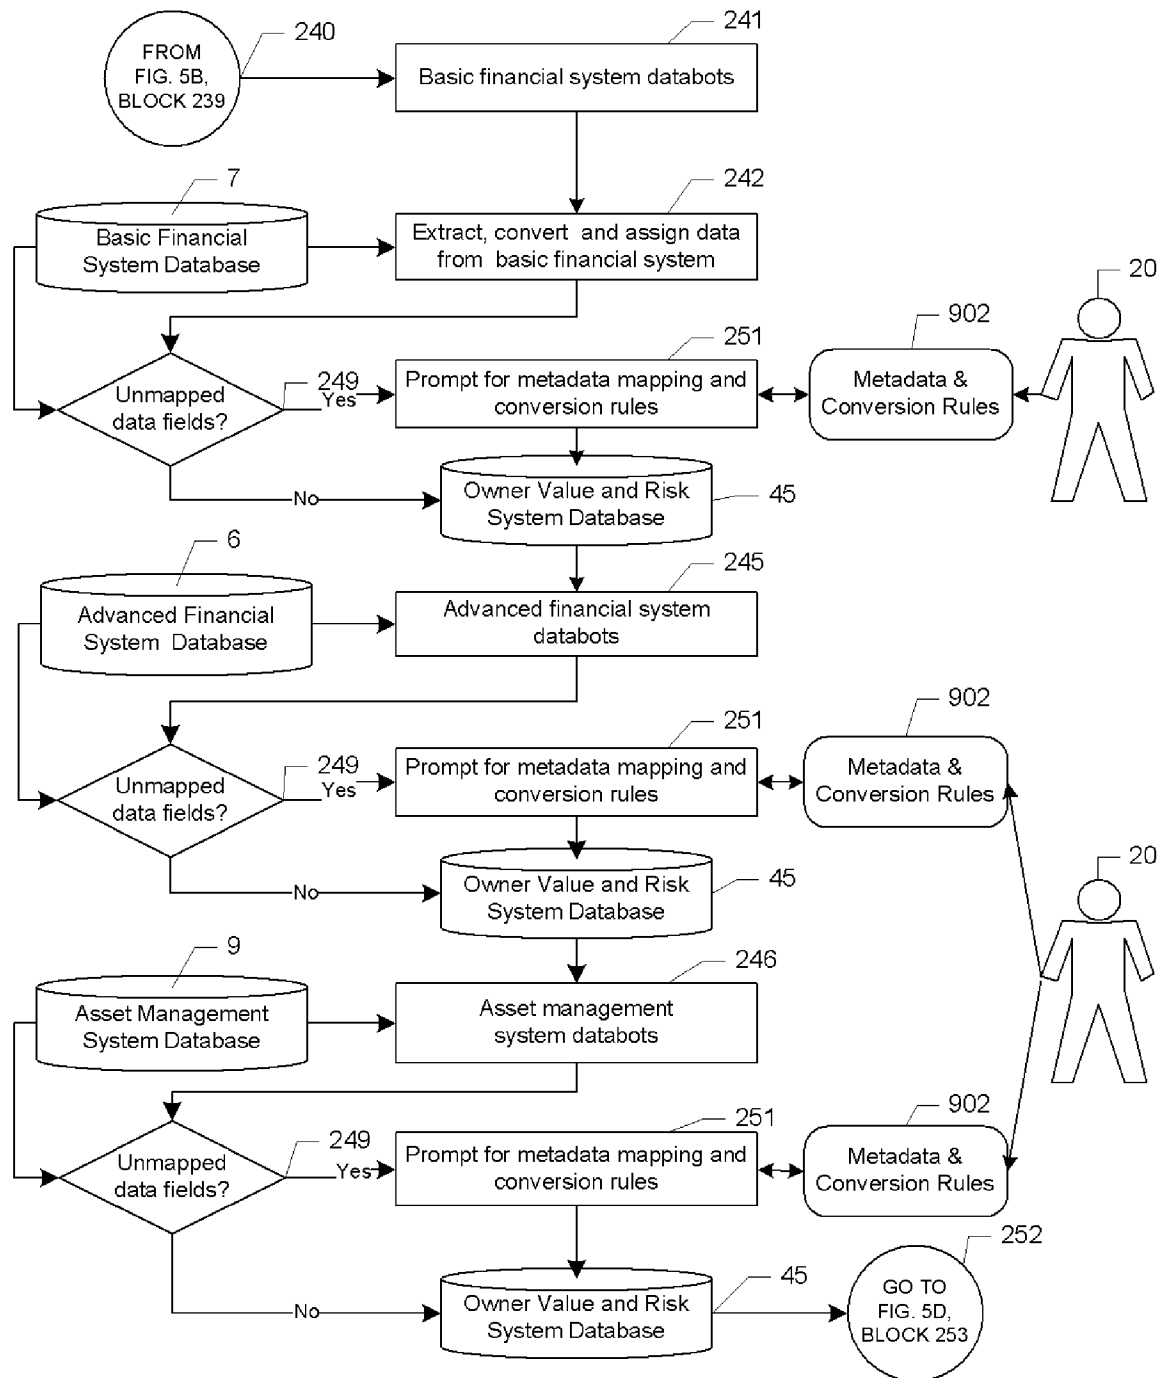 240
FROM
FIG. 5B,
BLOCK 239
241
Basic financial system databots
7
Basic Financial
System Database
242
Extract, convert and assign data
from basic financial system
20
902
Metadata &
Conversion Rules
251
Prompt for metadata mapping and
conversion rules
249
Yes
Unmapped
data fields?
No
Owner Value and Risk
System Database
45
6
Advanced Financial
System Database
245
Advanced financial system
databots
902
Metadata &
Conversion Rules
251
Prompt for metadata mapping and
conversion rules
249
Yes
Unmapped
data fields?
No
Owner Value and Risk
System Database
45
20
9
Asset Management
System Database
246
Asset management
system databots
902
Metadata &
Conversion Rules
251
Prompt for metadata mapping and
conversion rules
249
Yes
Unmapped
data fields?
No
Owner Value and Risk
System Database
45
252
GO TO
FIG. 5D,
BLOCK 253